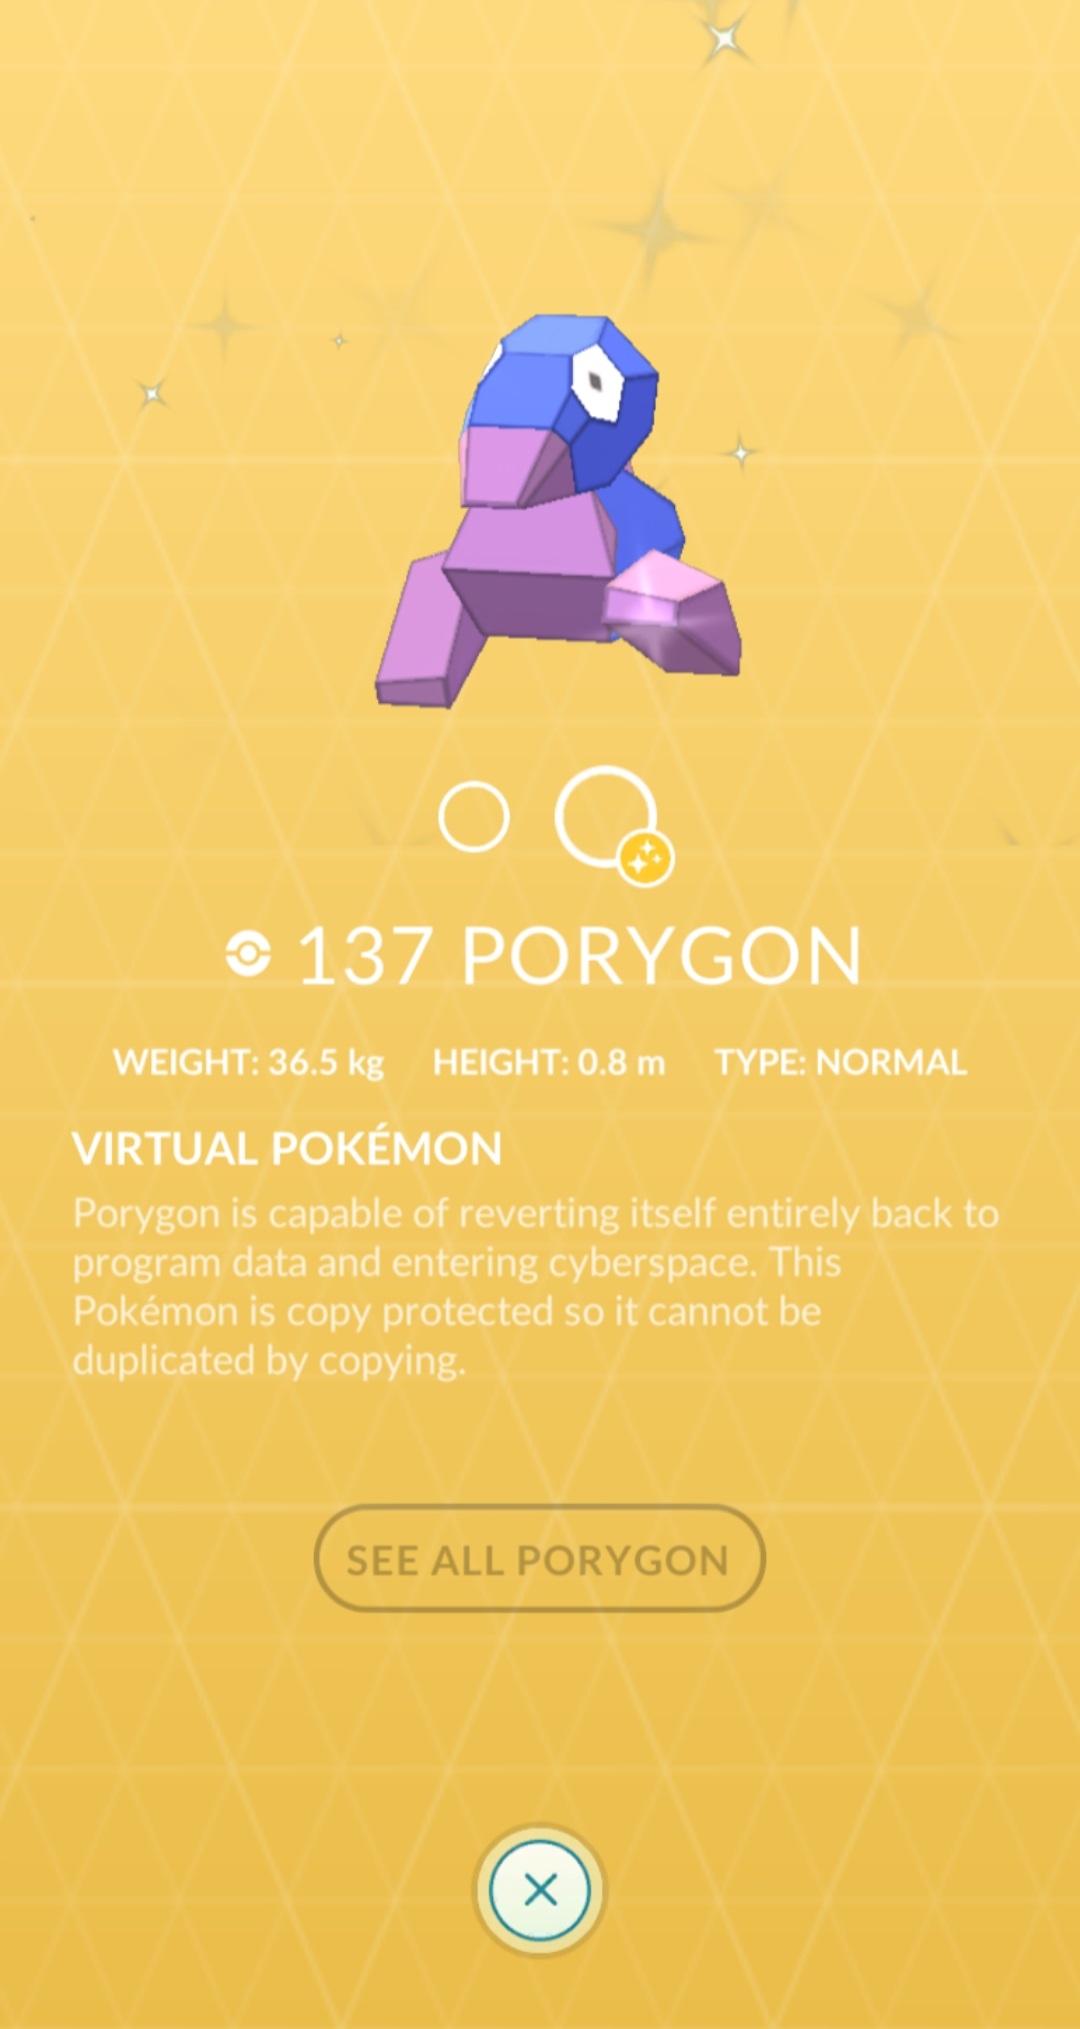 137 PORYGON
WEIGHT: 36.5 kg HEIGHT: 0.8 m TYPE: NORMAL
VIRTUAL POKÉMON
Porygon is capable of reverting itself entirely back to
program data and entering cyberspace. This
Pokémon is copy protected so it cannot be
duplicated by copying.
SEE ALL PORYGON